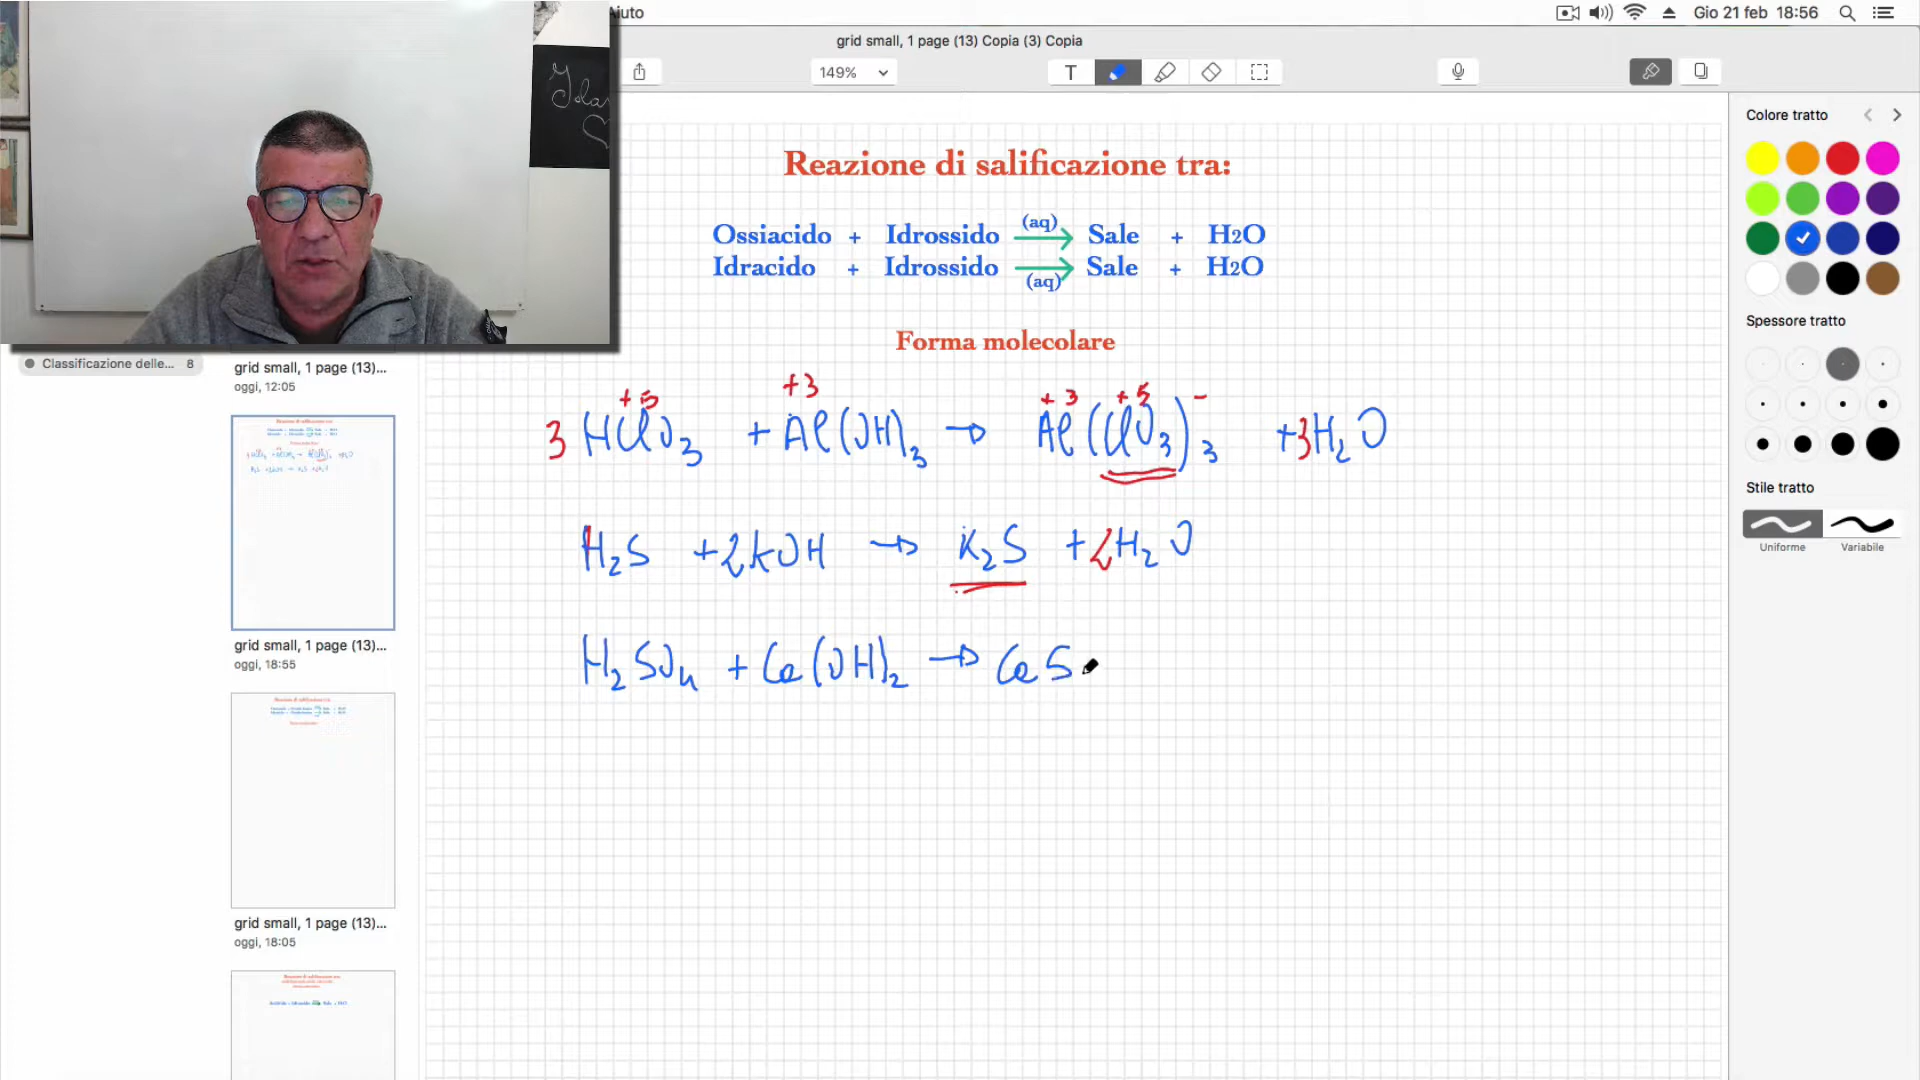 Aiuto
Gio 21 feb 18:56
grid small, 1 page (13) Copia (3) Copia
149%
T
Classificazione delle... 8
grid small, 1 page (13)...
oggi, 12:05
grid small, 1 page (13)...
oggi, 18:55
grid small, 1 page (13)...
oggi, 18:05
Reazione di salificazione tra:
Ossiacido + Idrossido (aq) → Sale + H2O
Idracido + Idrossido (aq) → Sale + H2O
Forma molecolare
+5 +3 +3 +5 -
3 HClO3 + Al(OH)3 → Al(ClO3)3 + 3H2O
H2S + 2KOH → K2S + 2H2O
H2SO4 + Ca(OH)2 → CaS
Colore tratto
Spessore tratto
Stile tratto
Uniforme Variabile